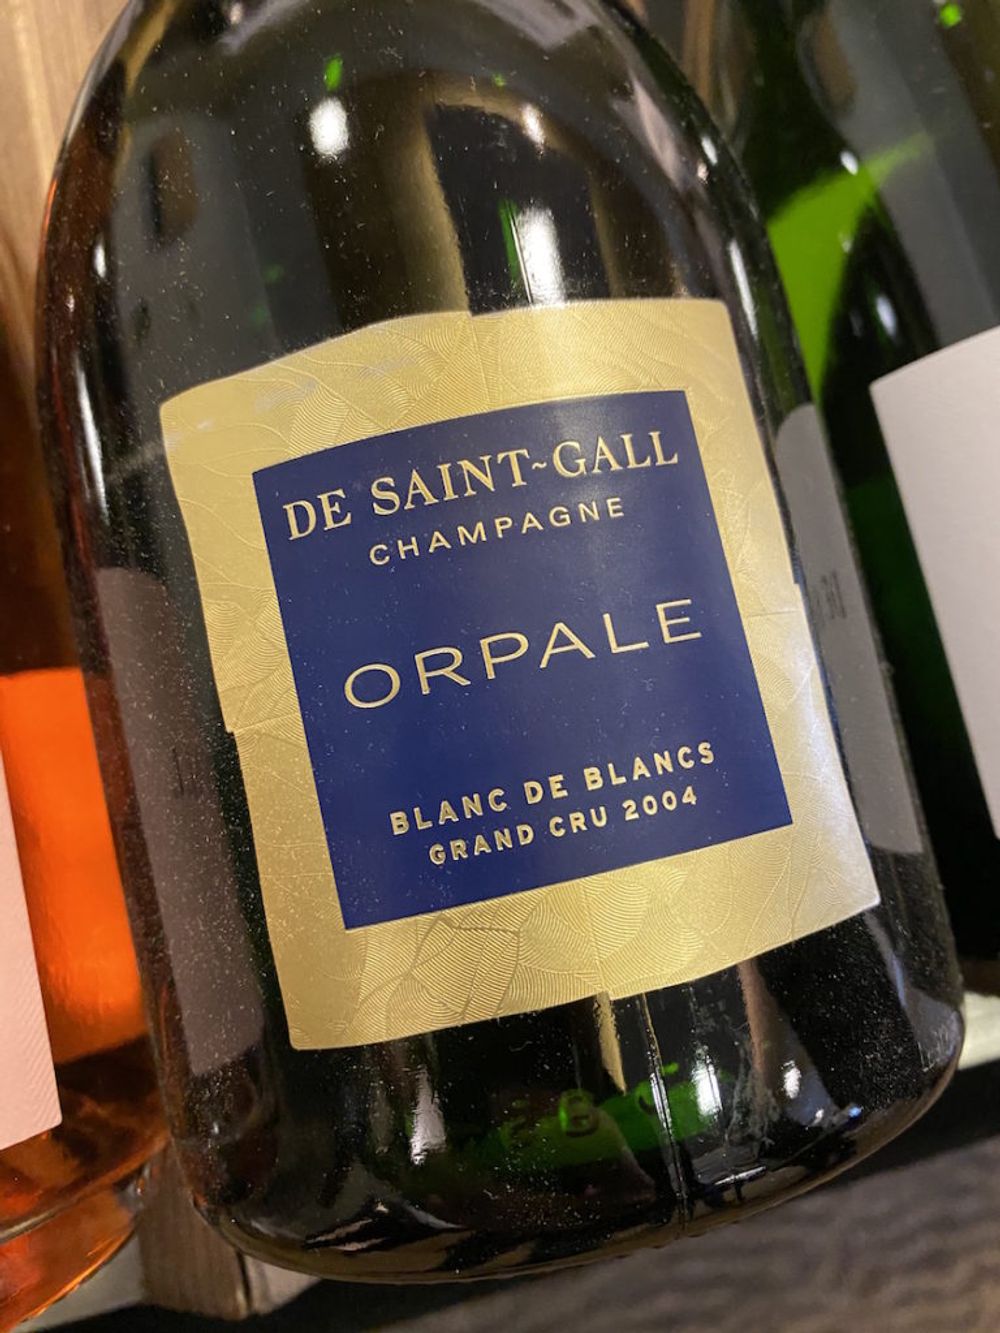 DE SAINT~GALL
CHAMPAGNE
ORPALE
BLANC DE BLANCS
GRAND CRU 2004